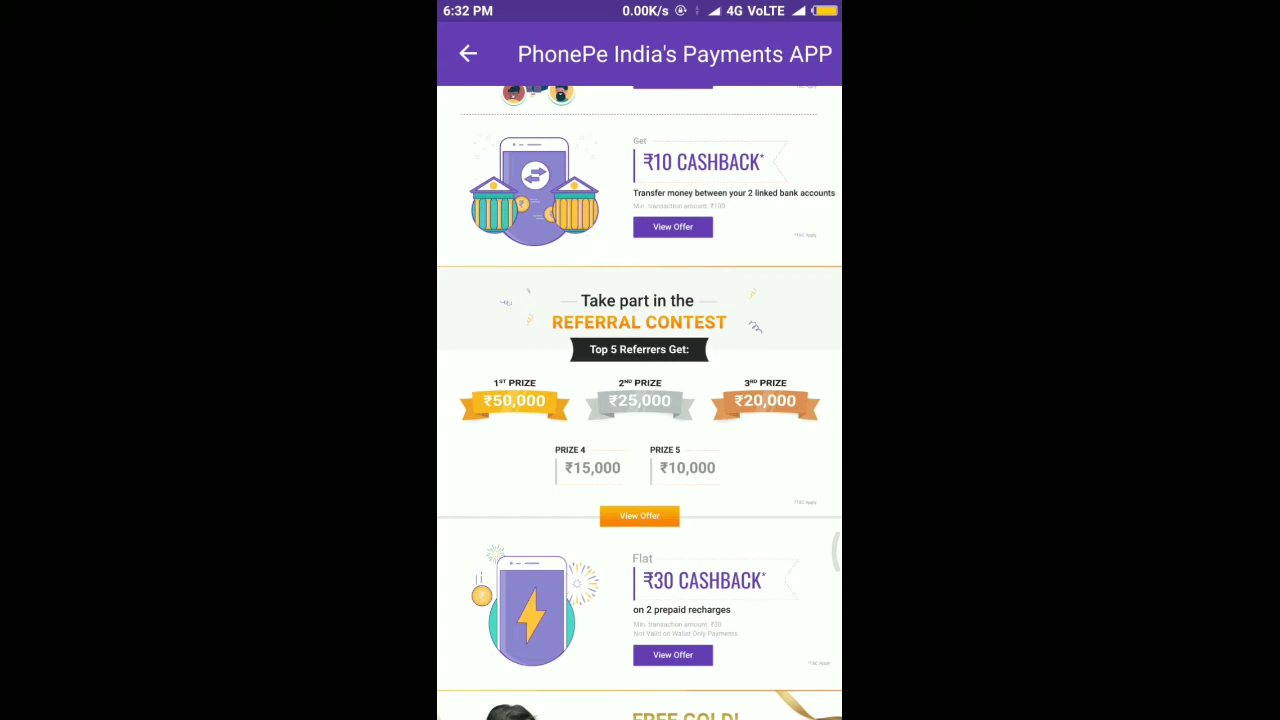 6:32 PM 0.00K/s 4G VoLTE
PhonePe India's Payments APP
Get
₹10 CASHBACK*
Transfer money between your 2 linked bank accounts
Min. transaction amount: ₹100
View Offer
*T&C Apply
Take part in the
REFERRAL CONTEST
Top 5 Referrers Get:
1ST PRIZE 2ND PRIZE 3RD PRIZE
₹50,000 ₹25,000 ₹20,000
PRIZE 4 PRIZE 5
₹15,000 ₹10,000
*T&C Apply
View Offer
Flat
₹30 CASHBACK*
on 2 prepaid recharges
Min. transaction amount: ₹30
Not Valid on Wallet Only Payments
View Offer
*T&C Apply
FREE GOLD!